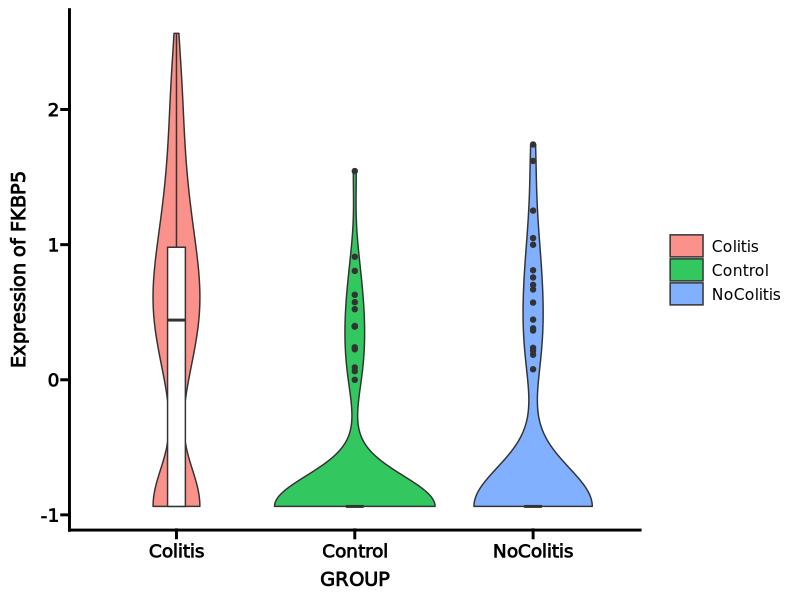 Expression of FKBP5
2
1
0
-1
Colitis
Control
NoColitis
GROUP
Colitis
Control
NoColitis